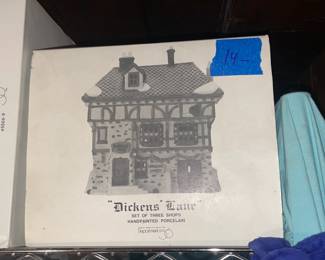 14-
"Dickens' Lane"
SET OF THREE SHOPS
HANDPAINTED PORCELAIN